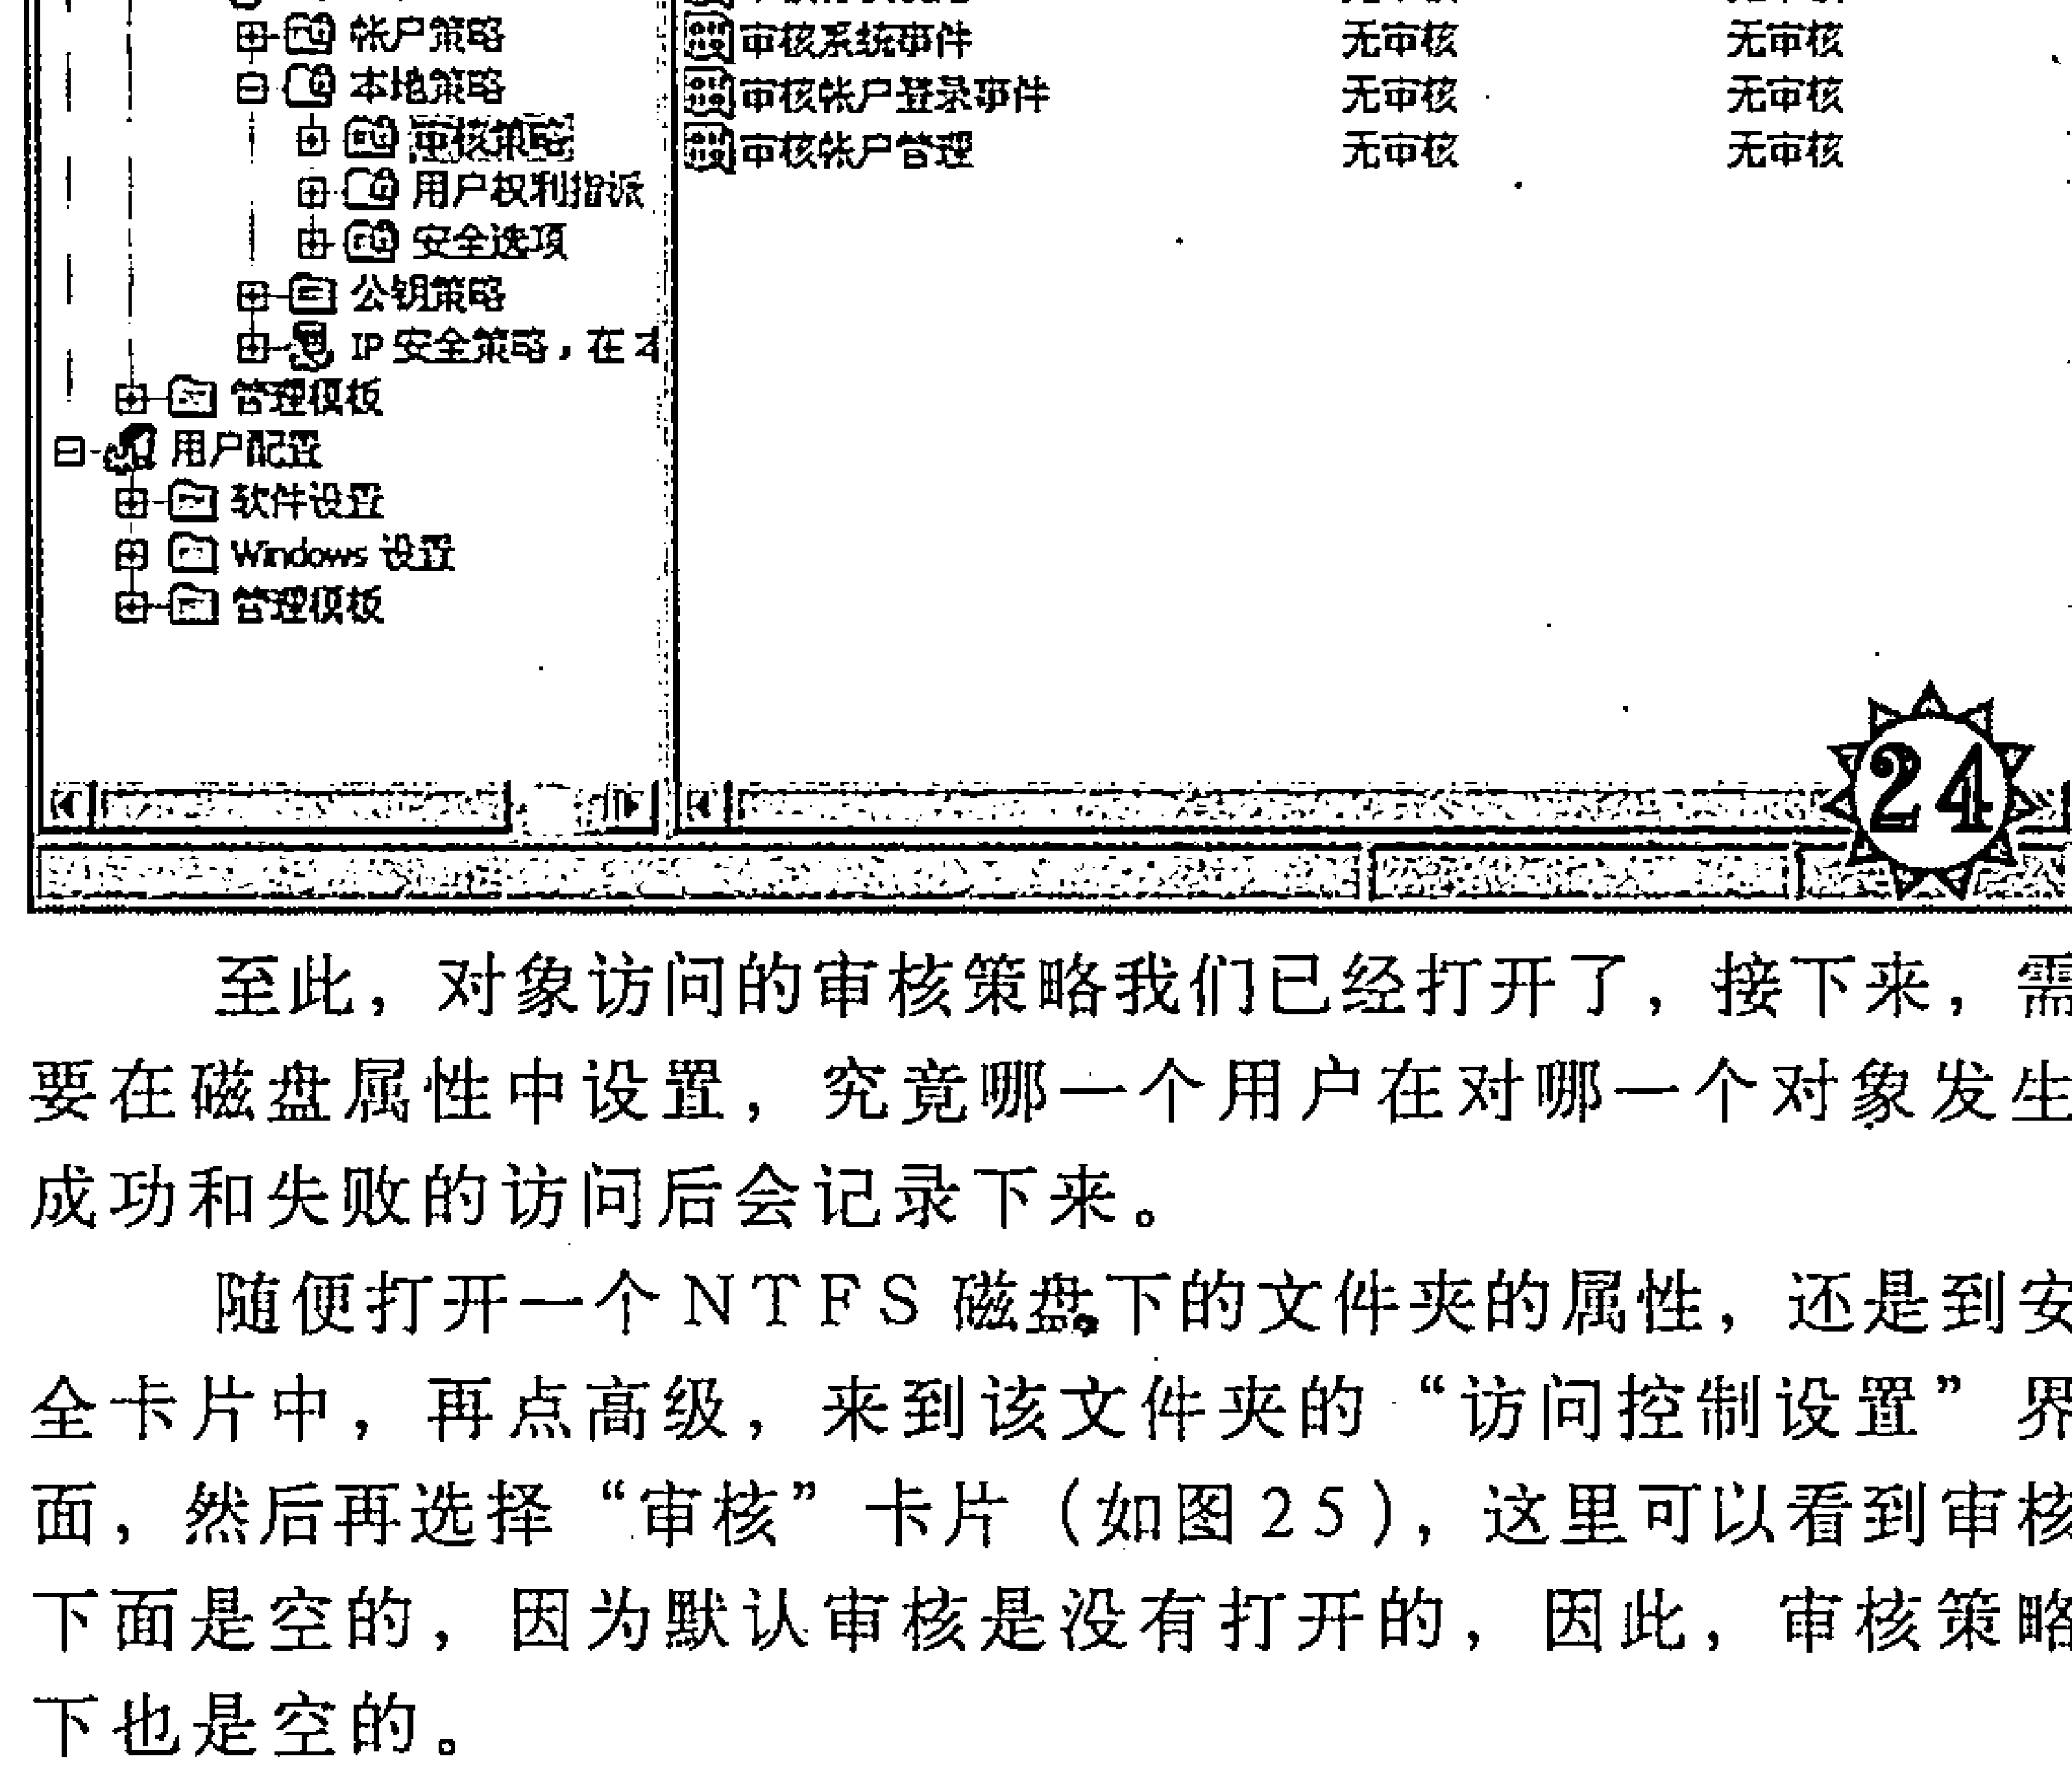 帐户策略
本地策略
审核策略
用户权利指派
安全选项
公钥策略
IP 安全策略，在
管理模板
用户配置
软件设置
Windows 设置
管理模板
审核系统事件 无审核 无审核
审核帐户登录事件 无审核 无审核
审核帐户管理 无审核 无审核
24
至此，对象访问的审核策略我们已经打开了，接下来，需
要在磁盘属性中设置，究竟哪一个用户在对哪一个对象发生
成功和失败的访问后会记录下来。
随便打开一个NTFS磁盘下的文件夹的属性，还是到安
全卡片中，再点高级，来到该文件夹的“访问控制设置”界
面，然后再选择“审核”卡片（如图25），这里可以看到审核
下面是空的，因为默认审核是没有打开的，因此，审核策略
下也是空的。